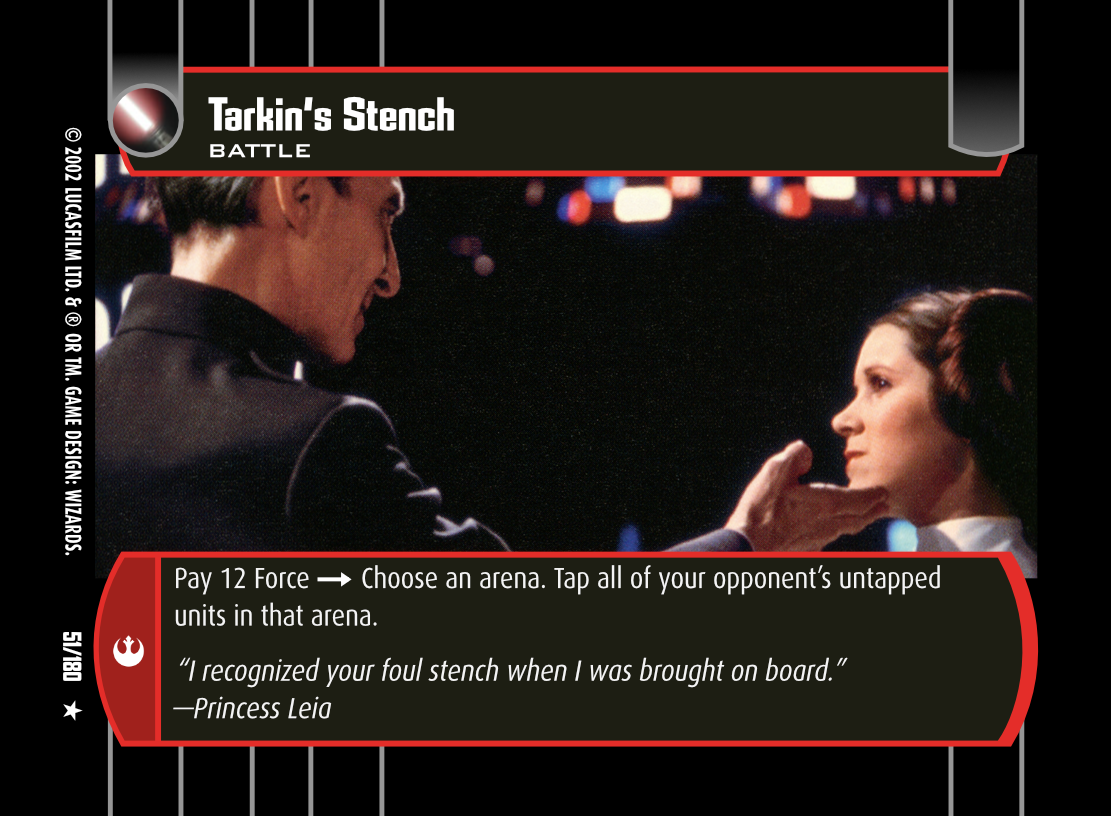 Tarkin's Stench
BATTLE
Pay 12 Force → Choose an arena. Tap all of your opponent's untapped
units in that arena.
“I recognized your foul stench when I was brought on board.”
—Princess Leia
© 2002 LUCASFILM LTD. & ® OR TM. GAME DESIGN: WIZARDS.
51/180 ★